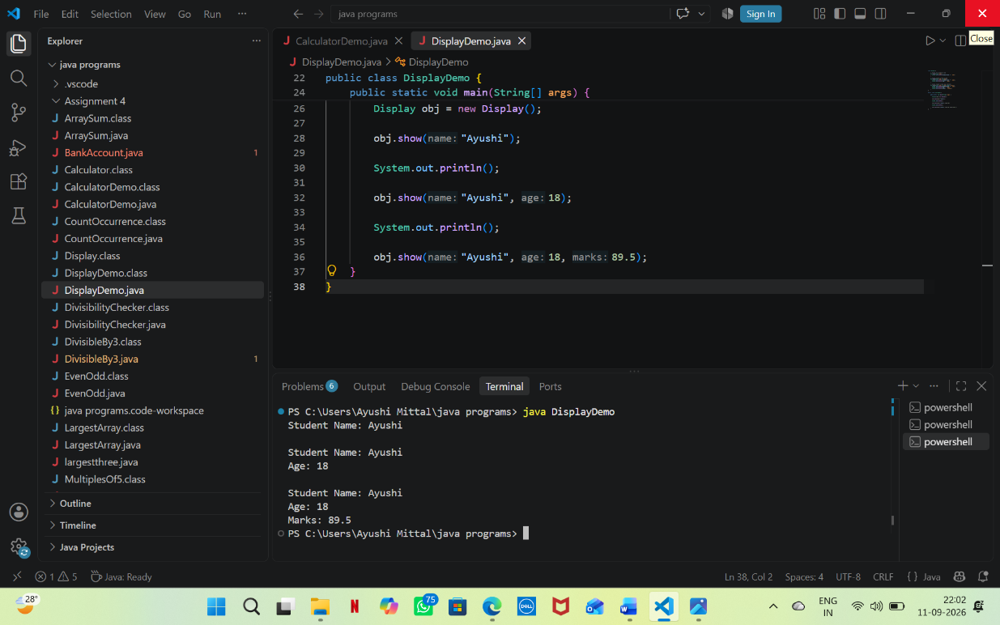 File Edit Selection View Go Run ··· java programs Sign In
Close
Explorer ···
java programs
.vscode
Assignment 4
J ArraySum.class
J ArraySum.java
J BankAccount.java 1
J Calculator.class
J CalculatorDemo.class
J CalculatorDemo.java
J CountOccurrence.class
J CountOccurrence.java
J Display.class
J DisplayDemo.class
J DisplayDemo.java
J DivisibilityChecker.class
J DivisibilityChecker.java
J DivisibleBy3.class
J DivisibleBy3.java 1
J EvenOdd.class
J EvenOdd.java
{} java programs.code-workspace
J LargestArray.class
J LargestArray.java
J largestthree.java
J MultiplesOf5.class
Outline
Timeline
Java Projects
J CalculatorDemo.java J DisplayDemo.java
J DisplayDemo.java > DisplayDemo
22 public class DisplayDemo {
24 public static void main(String[] args) {
26 Display obj = new Display();
27
28 obj.show(name: "Ayushi");
29
30 System.out.println();
31
32 obj.show(name: "Ayushi", age: 18);
33
34 System.out.println();
35
36 obj.show(name: "Ayushi", age: 18, marks: 89.5);
37 }
38 }
Problems 6 Output Debug Console Terminal Ports
PS C:\Users\Ayushi Mittal\java programs> java DisplayDemo
Student Name: Ayushi
Student Name: Ayushi
Age: 18
Student Name: Ayushi
Age: 18
Marks: 89.5
PS C:\Users\Ayushi Mittal\java programs>
powershell
powershell
powershell
1 5 Java: Ready Ln 38, Col 2 Spaces: 4 UTF-8 CRLF {} Java
28° N 75 DELL W ENG
IN
22:02
11-09-2026